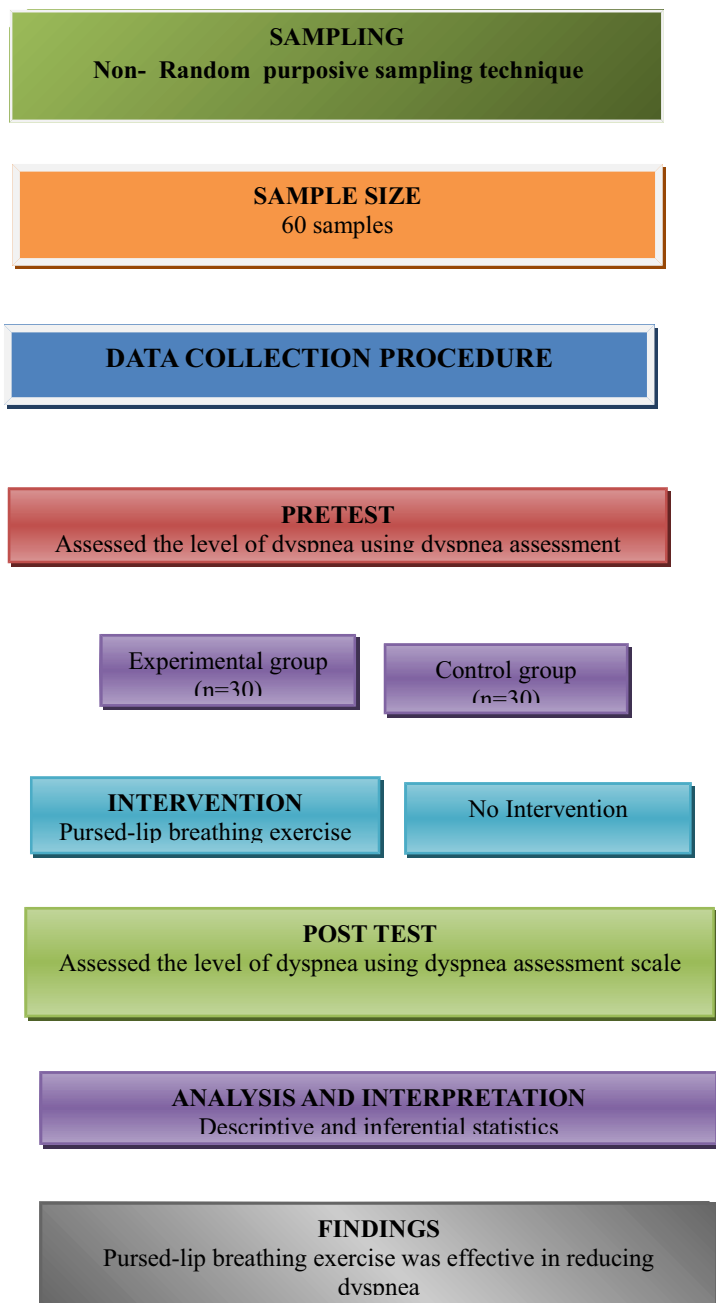 SAMPLING
Non- Random purposive sampling technique
SAMPLE SIZE
60 samples
DATA COLLECTION PROCEDURE
PRETEST
Assessed the level of dyspnea using dyspnea assessment
Experimental group
(n=30)
Control group
(n=30)
INTERVENTION
Pursed-lip breathing exercise
No Intervention
POST TEST
Assessed the level of dyspnea using dyspnea assessment scale
ANALYSIS AND INTERPRETATION
Descriptive and inferential statistics
FINDINGS
Pursed-lip breathing exercise was effective in reducing
dyspnea